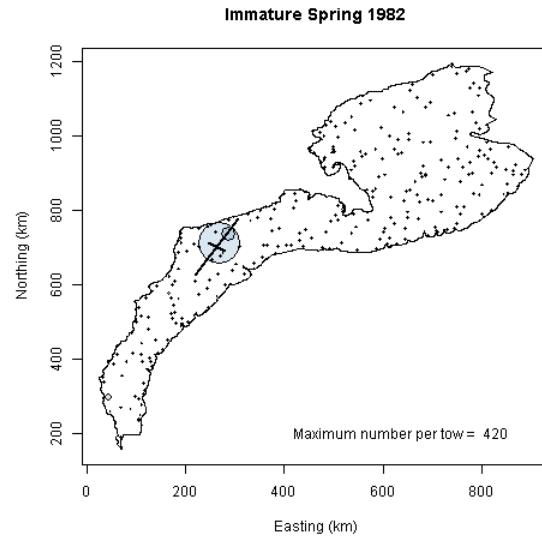 Immature Spring 1982
Northing (km)
1200
1000
800
600
400
200
Maximum number per tow = 420
0 200 400 600 800
Easting (km)